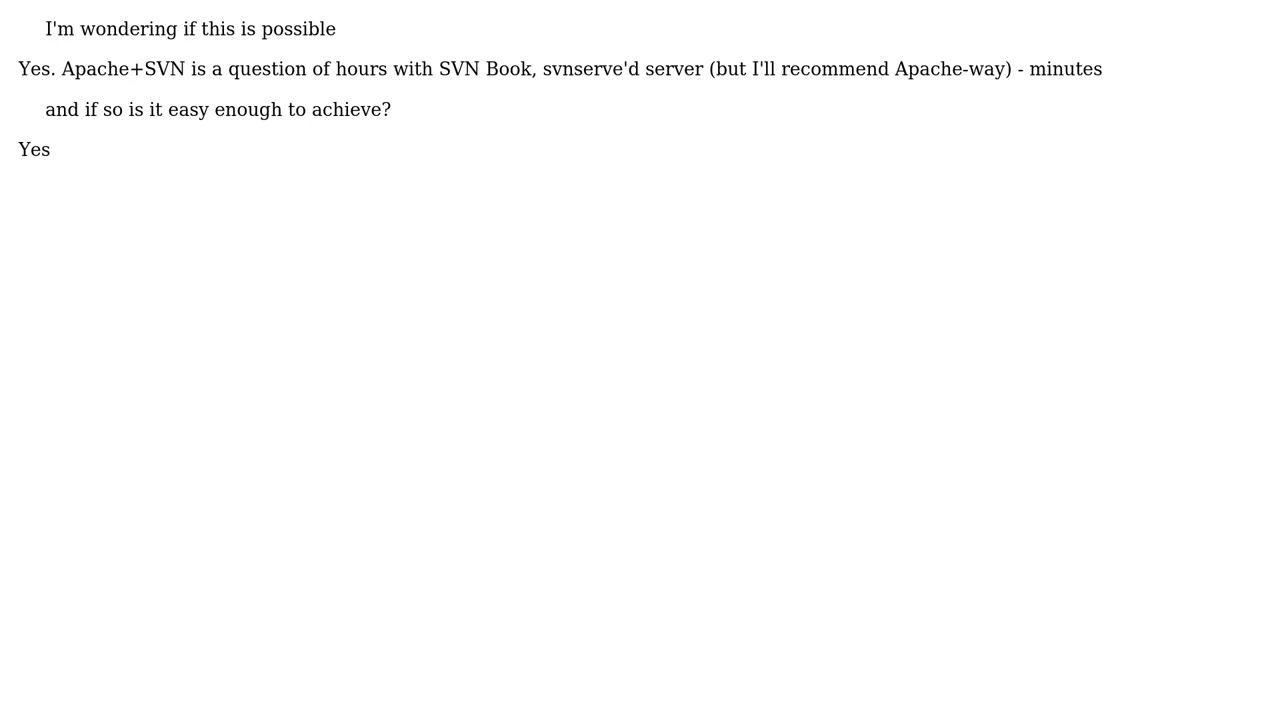 I'm wondering if this is possible
Yes. Apache+SVN is a question of hours with SVN Book, svnserve'd server (but I'll recommend Apache-way) - minutes
and if so is it easy enough to achieve?
Yes